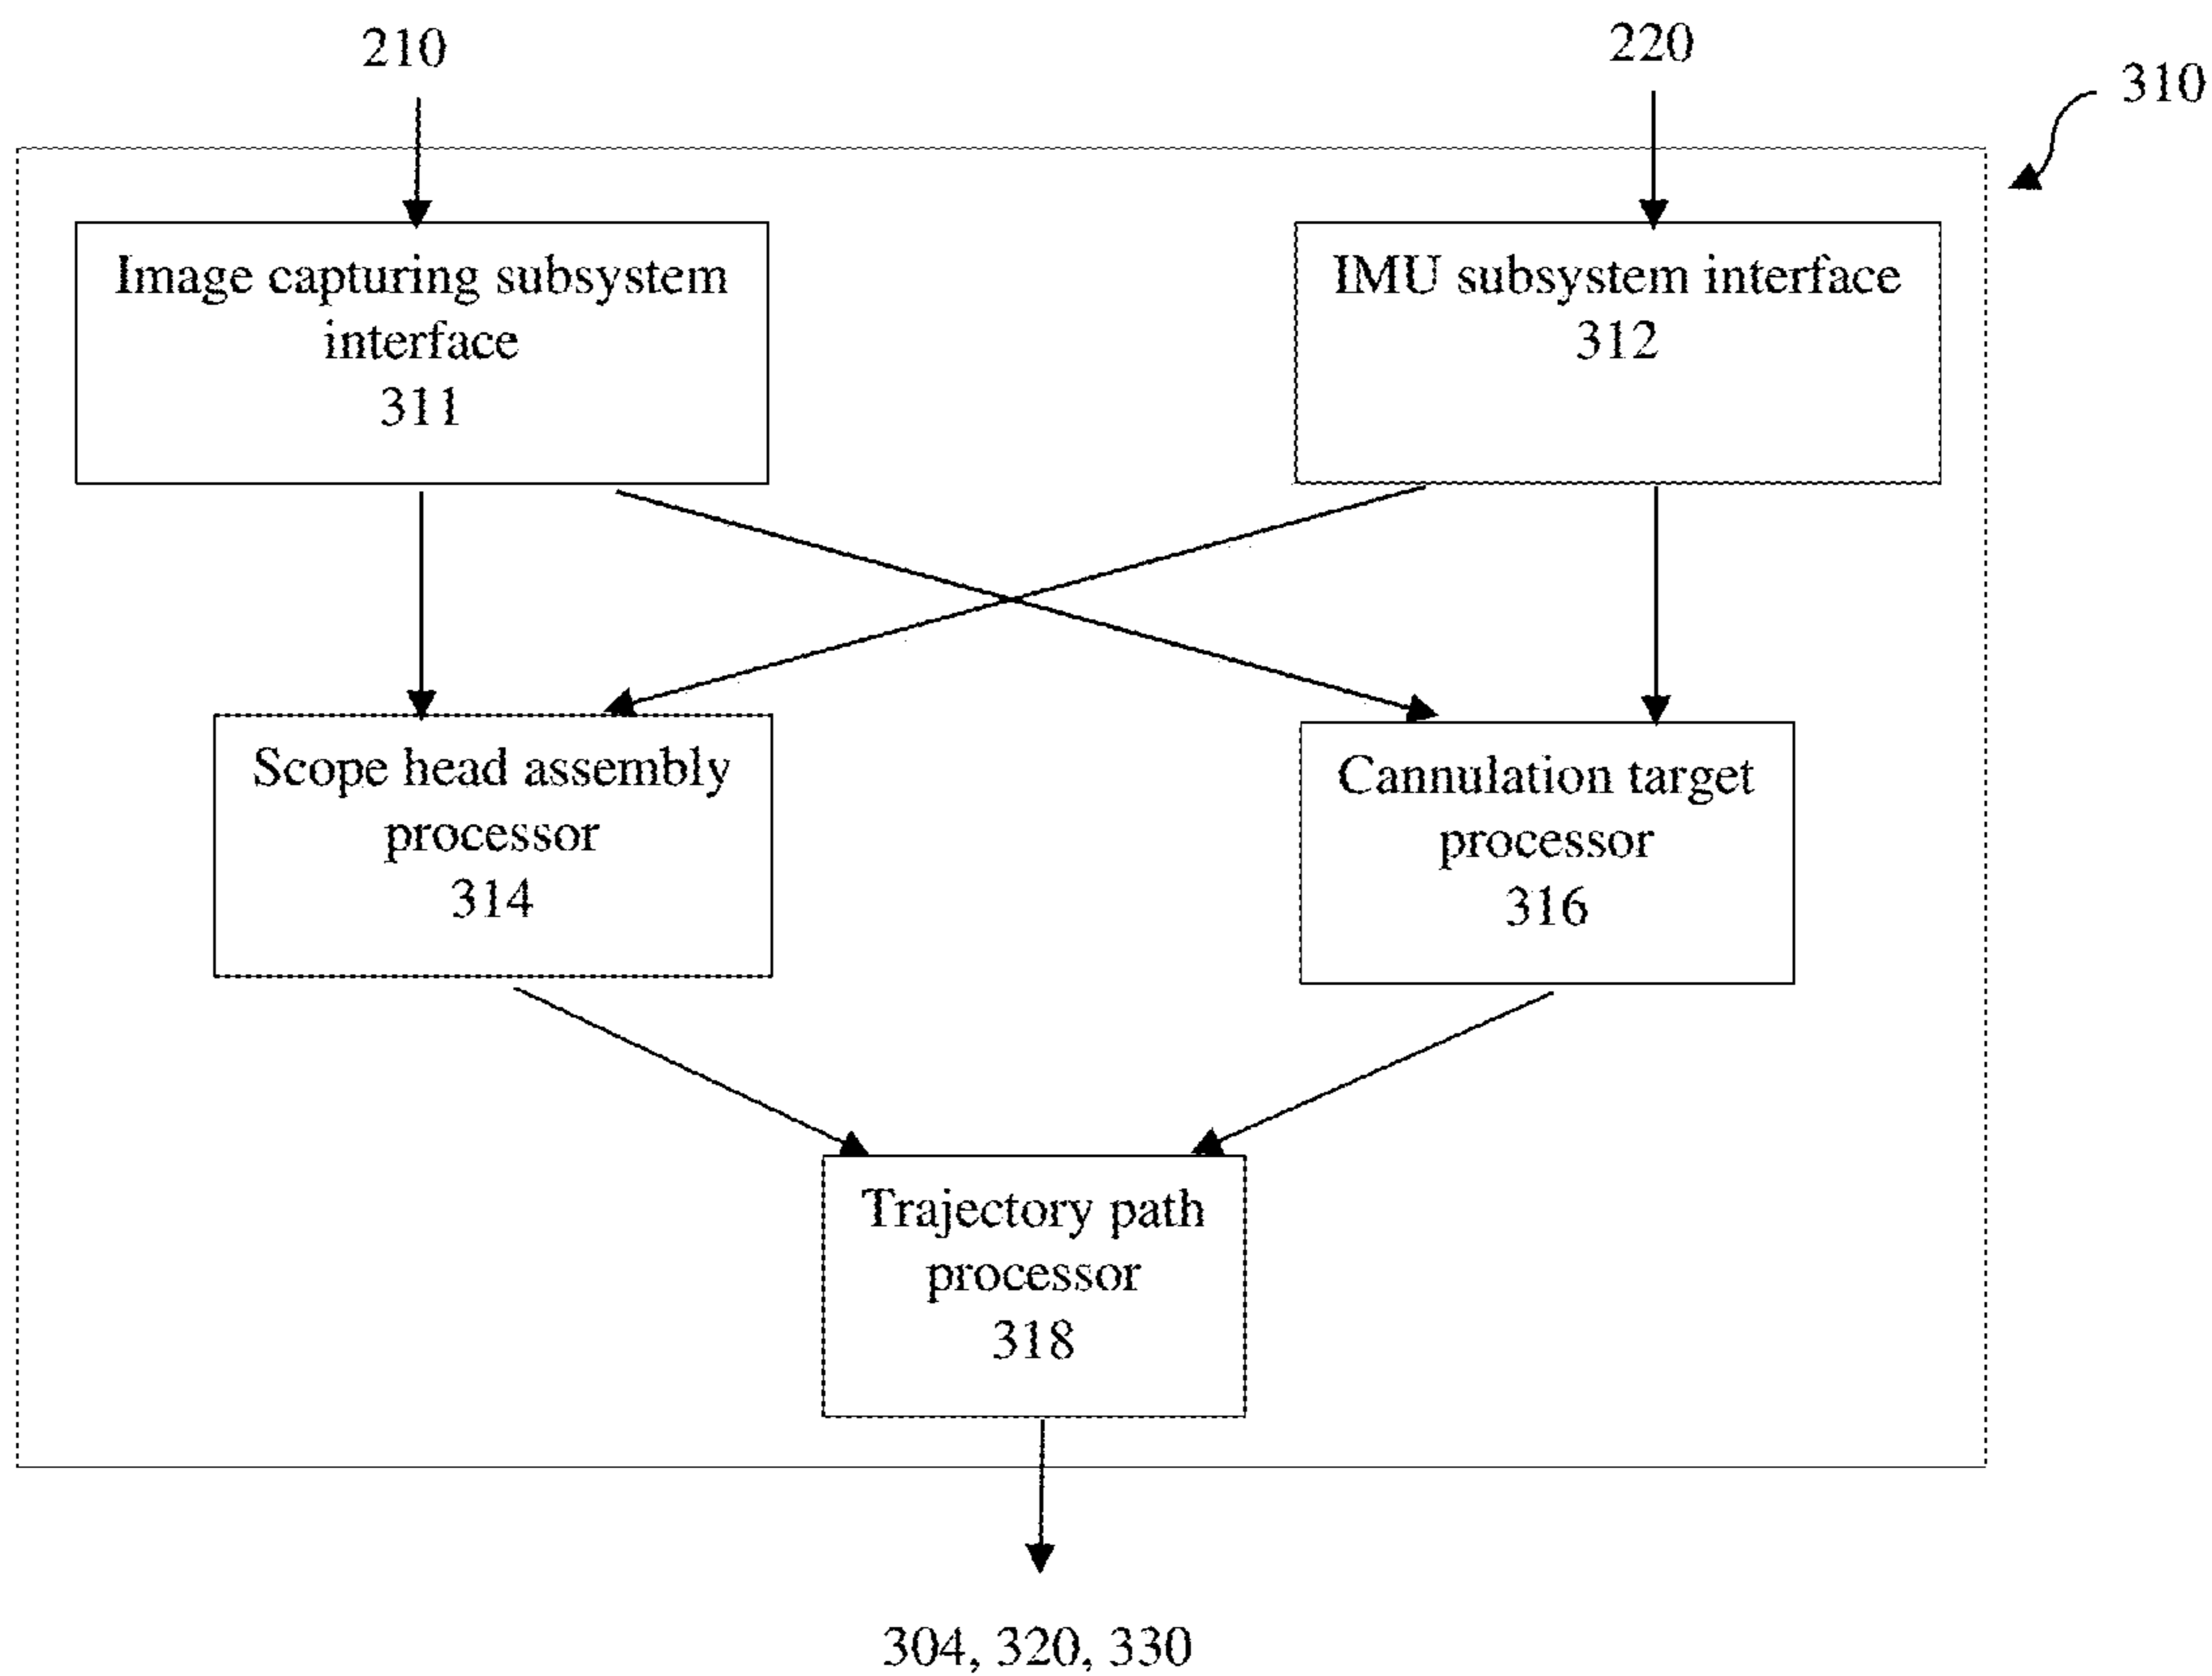 210
220
310
Image capturing subsystem
interface
311
IMU subsystem interface
312
Scope head assembly
processor
314
Cannulation target
processor
316
Trajectory path
processor
318
304, 320, 330